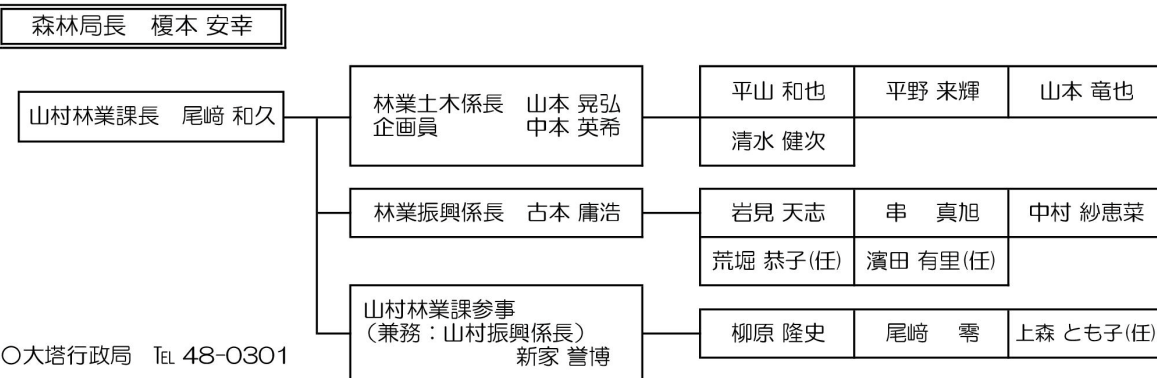 森林局長　榎本 安幸
山村林業課長　尾﨑 和久
林業土木係長　山本 晃弘
企画員　中本 英希
平山 和也　平野 来輝　山本 竜也
清水 健次
林業振興係長　古本 庸浩
岩見 天志　串　真旭　中村 紗恵菜
荒堀 恭子(任)　濱田 有里(任)
山村林業課参事
（兼務：山村振興係長）
新家 誉博
柳原 隆史　尾﨑　零　上森 とも子(任)
〇大塔行政局　℡ 48-0301